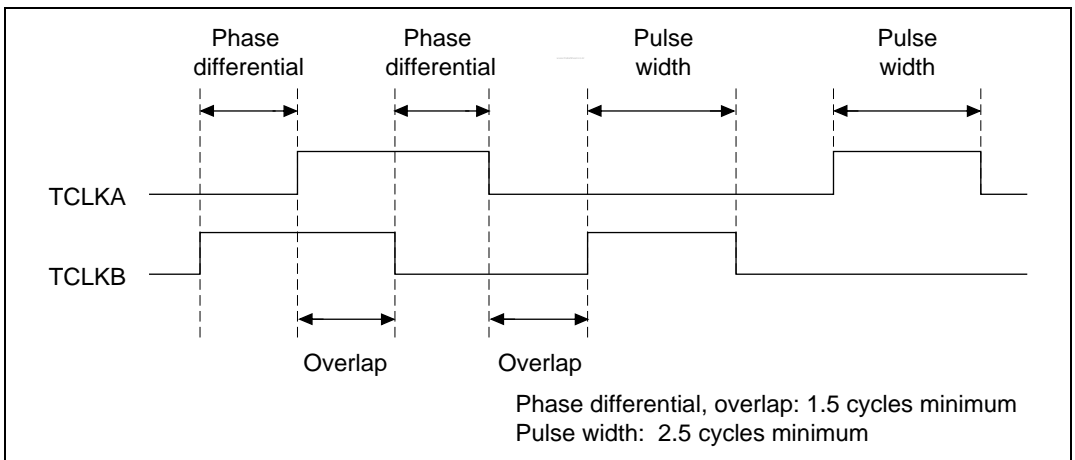 Phase differential
Phase differential
Pulse width
Pulse width
TCLKA
TCLKB
Overlap
Overlap
Phase differential, overlap: 1.5 cycles minimum
Pulse width: 2.5 cycles minimum